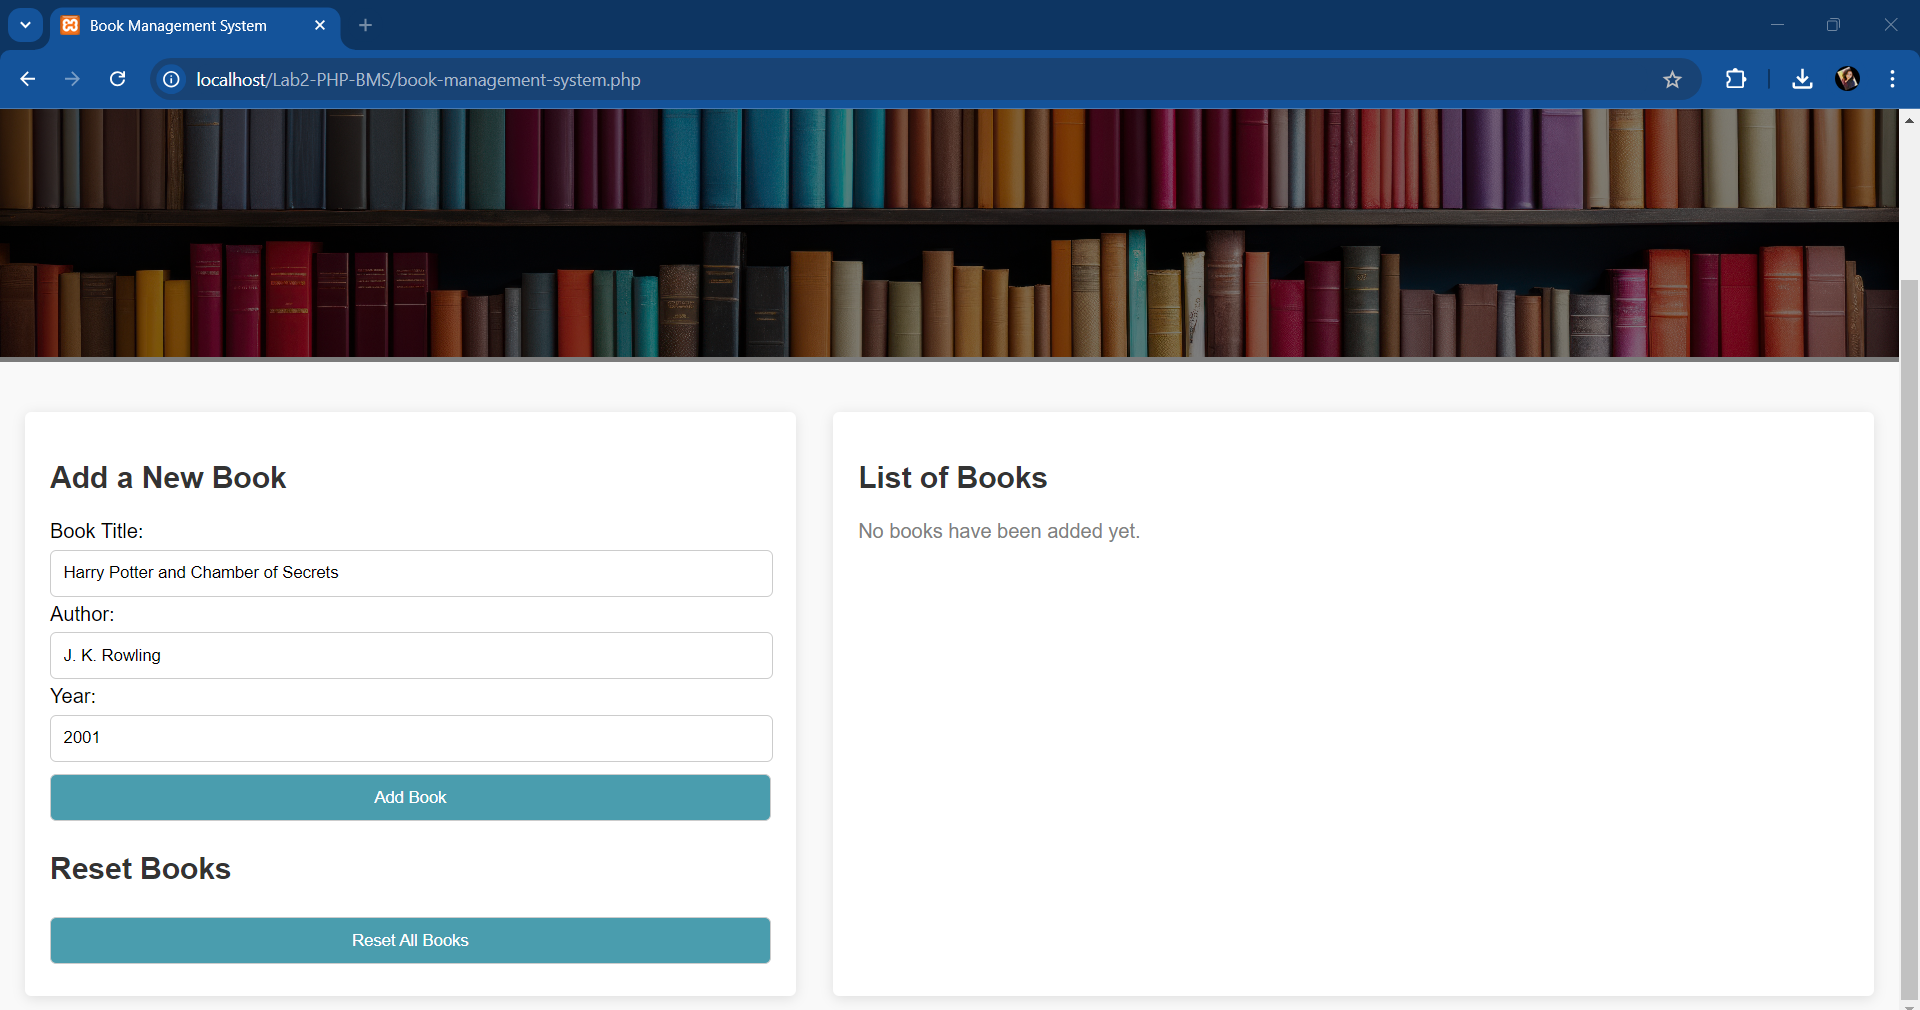 Book Management System
localhost/Lab2-PHP-BMS/book-management-system.php
Add a New Book
Book Title:
Harry Potter and Chamber of Secrets
Author:
J. K. Rowling
Year:
2001
Add Book
Reset Books
Reset All Books
List of Books
No books have been added yet.